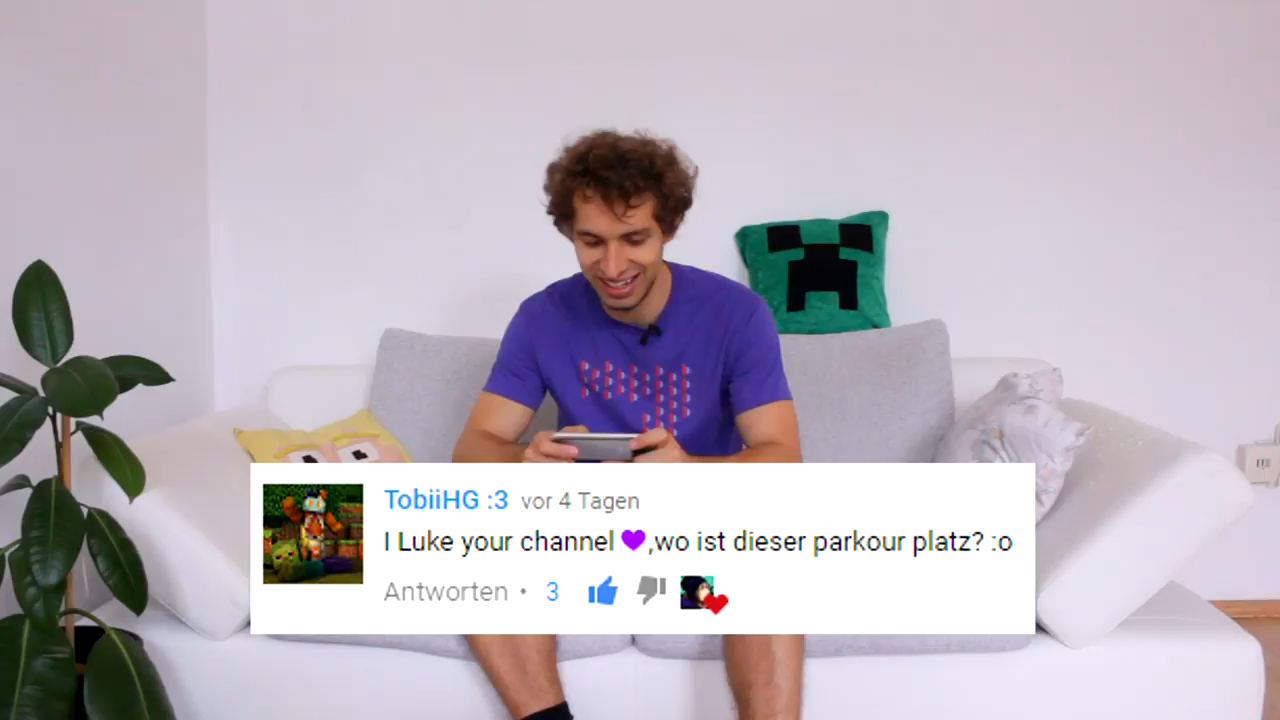 TobiiHG :3 vor 4 Tagen
I Luke your channel 💜,wo ist dieser parkour platz? :o
Antworten • 3